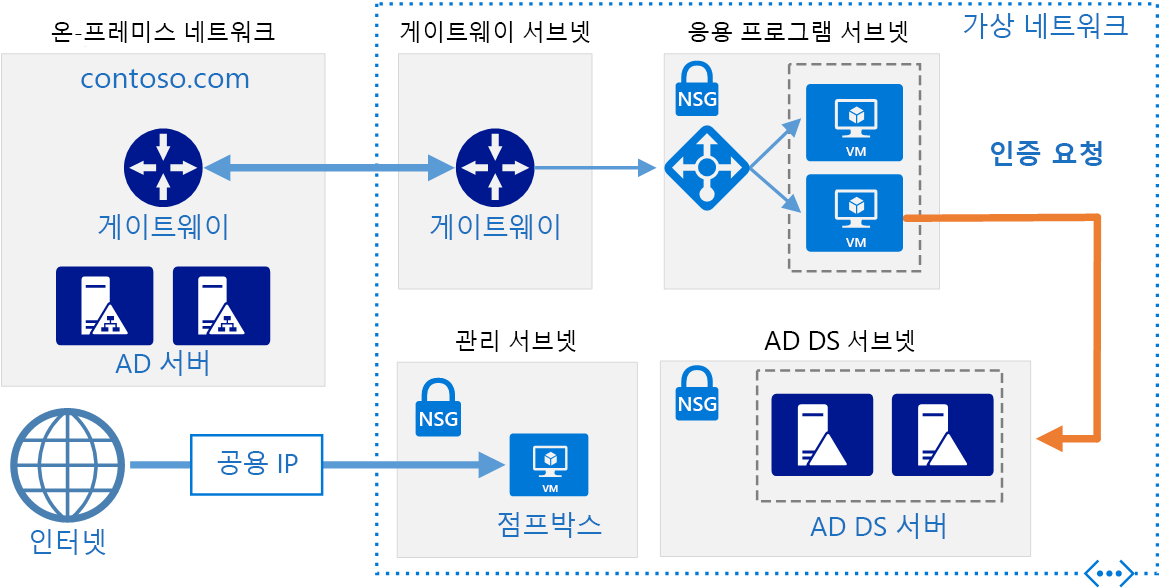 온-프레미스 네트워크
게이트웨이 서브넷
응용 프로그램 서브넷
가상 네트워크
contoso.com
NSG
VM
인증 요청
게이트웨이
게이트웨이
VM
AD 서버
관리 서브넷
AD DS 서브넷
NSG
NSG
공용 IP
VM
점프박스
AD DS 서버
인터넷